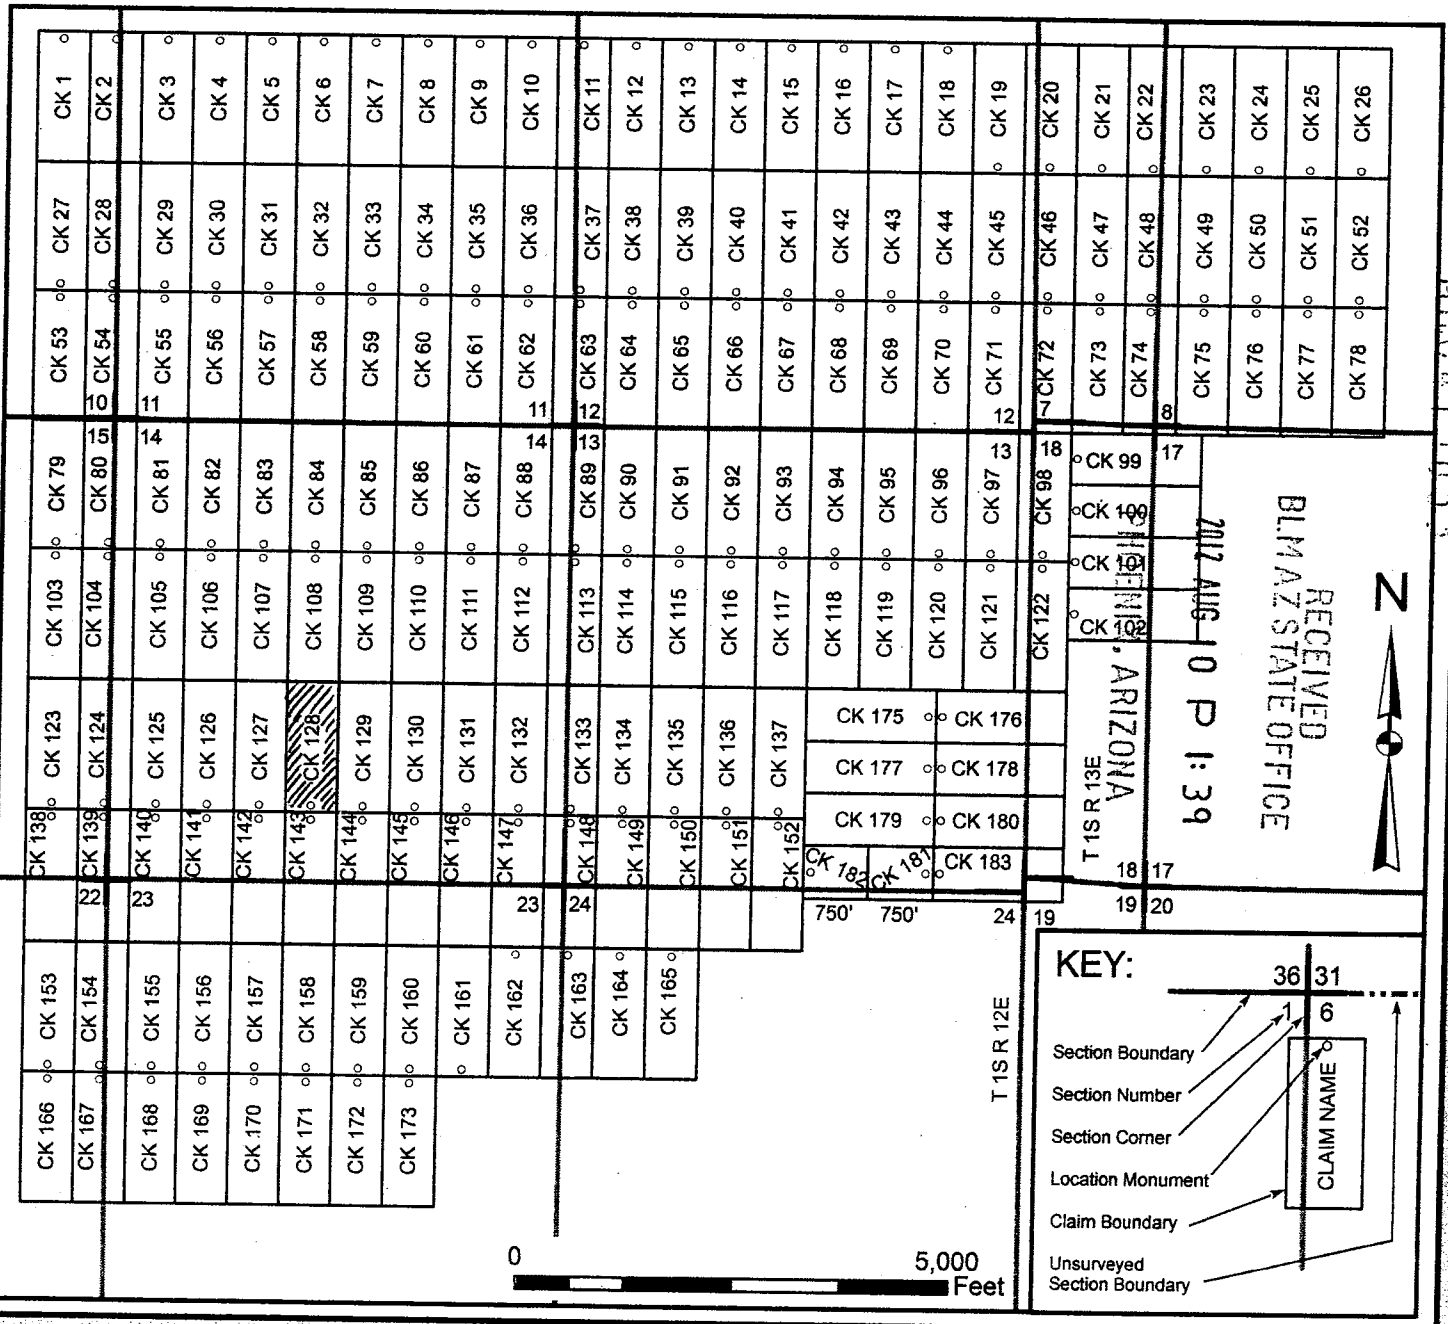 CK 1 CK 2 CK 3 CK 4 CK 5 CK 6 CK 7 CK 8 CK 9 CK 10 CK 11 CK 12 CK 13 CK 14 CK 15 CK 16 CK 17 CK 18 CK 19 CK 20 CK 21 CK 22 CK 23 CK 24 CK 25 CK 26
CK 27 CK 28 CK 29 CK 30 CK 31 CK 32 CK 33 CK 34 CK 35 CK 36 CK 37 CK 38 CK 39 CK 40 CK 41 CK 42 CK 43 CK 44 CK 45 CK 46 CK 47 CK 48 CK 49 CK 50 CK 51 CK 52
CK 53 CK 54 CK 55 CK 56 CK 57 CK 58 CK 59 CK 60 CK 61 CK 62 CK 63 CK 64 CK 65 CK 66 CK 67 CK 68 CK 69 CK 70 CK 71 CK 72 CK 73 CK 74 CK 75 CK 76 CK 77 CK 78
10 11 11 12 12 7 8
15 14 14 13 13 18 17
CK 79 CK 80 CK 81 CK 82 CK 83 CK 84 CK 85 CK 86 CK 87 CK 88 CK 89 CK 90 CK 91 CK 92 CK 93 CK 94 CK 95 CK 96 CK 97 CK 98
CK 99
CK 100
CK 101
CK 102
CK 103 CK 104 CK 105 CK 106 CK 107 CK 108 CK 109 CK 110 CK 111 CK 112 CK 113 CK 114 CK 115 CK 116 CK 117 CK 118 CK 119 CK 120 CK 121 CK 122
CK 123 CK 124 CK 125 CK 126 CK 127 CK 128 CK 129 CK 130 CK 131 CK 132 CK 133 CK 134 CK 135 CK 136 CK 137
CK 175 CK 176
CK 177 CK 178
CK 179 CK 180
CK 182 CK 181 CK 183
CK 138 CK 139 CK 140 CK 141 CK 142 CK 143 CK 144 CK 145 CK 146 CK 147 CK 148 CK 149 CK 150 CK 151 CK 152
18 17
22 23 23 24 24 19 19 20
750' 750'
CK 153 CK 154 CK 155 CK 156 CK 157 CK 158 CK 159 CK 160 CK 161 CK 162 CK 163 CK 164 CK 165
CK 166 CK 167 CK 168 CK 169 CK 170 CK 171 CK 172 CK 173
T 1S R 12E
T 1S R 13E
RECEIVED
BLM AZ STATE OFFICE
2012 AUG 10 P 1:39
PHOENIX, ARIZONA
N
0 5,000
Feet
KEY:
36 31
1 6
Section Boundary
Section Number
Section Corner
Location Monument
Claim Boundary
Unsurveyed
Section Boundary
CLAIM NAME